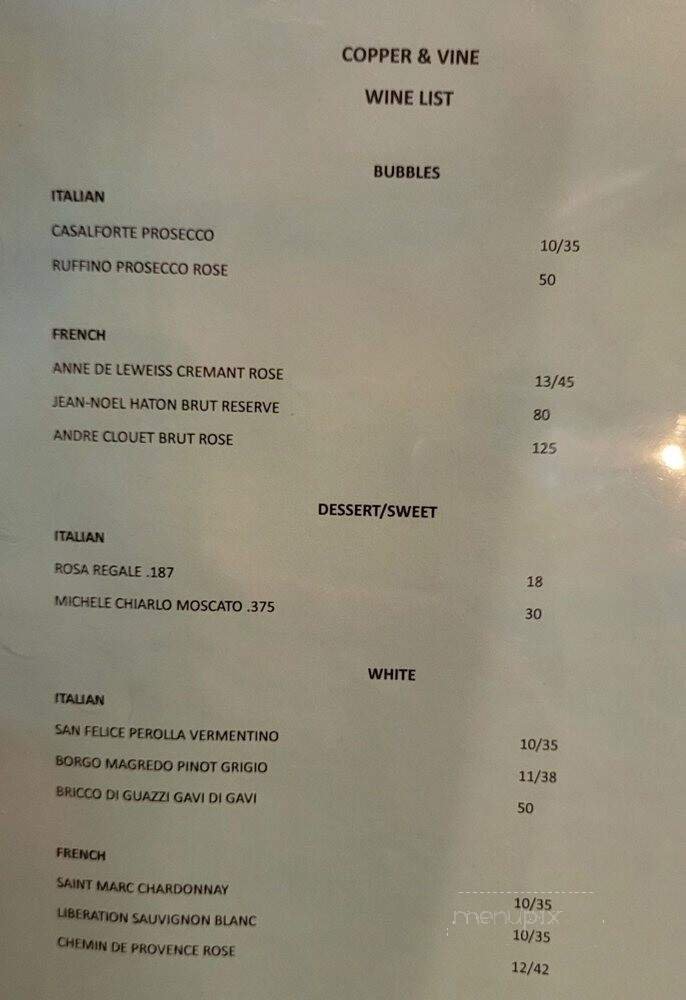 COPPER & VINE
WINE LIST
BUBBLES
ITALIAN
CASALFORTE PROSECCO 10/35
RUFFINO PROSECCO ROSE 50
FRENCH
ANNE DE LEWEISS CREMANT ROSE 13/45
JEAN-NOEL HATON BRUT RESERVE 80
ANDRE CLOUET BRUT ROSE 125
DESSERT/SWEET
ITALIAN
ROSA REGALE .187 18
MICHELE CHIARLO MOSCATO .375 30
WHITE
ITALIAN
SAN FELICE PEROLLA VERMENTINO 10/35
BORGO MAGREDO PINOT GRIGIO 11/38
BRICCO DI GUAZZI GAVI DI GAVI 50
FRENCH
SAINT MARC CHARDONNAY 10/35
LIBERATION SAUVIGNON BLANC 10/35
CHEMIN DE PROVENCE ROSE 12/42
menupix